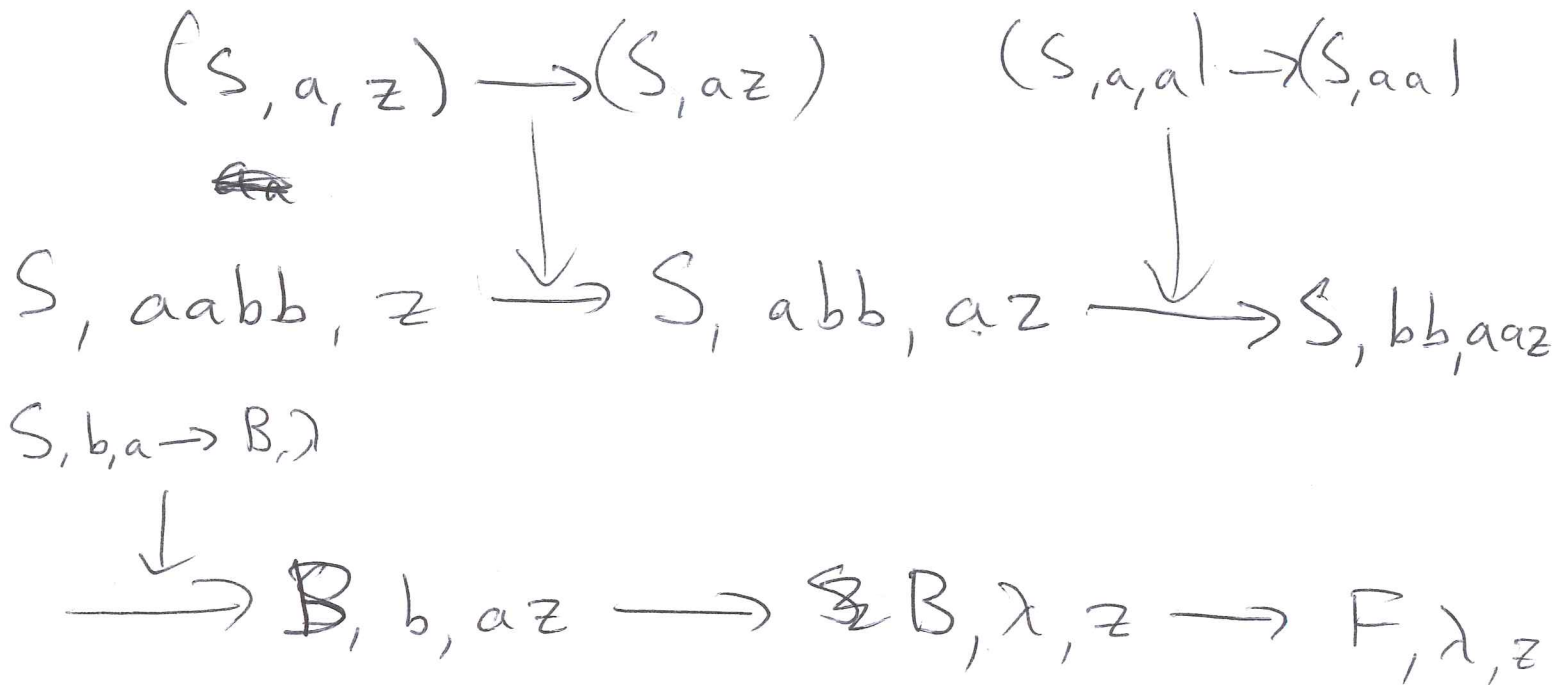 (S, a, z) → (S, az) (S, a, a) → (S, aa)
S, aabb, z → S, abb, az → S, bb, aaz
S, b, a → B, λ
→ B, b, az → B, λ, z → F, λ, z